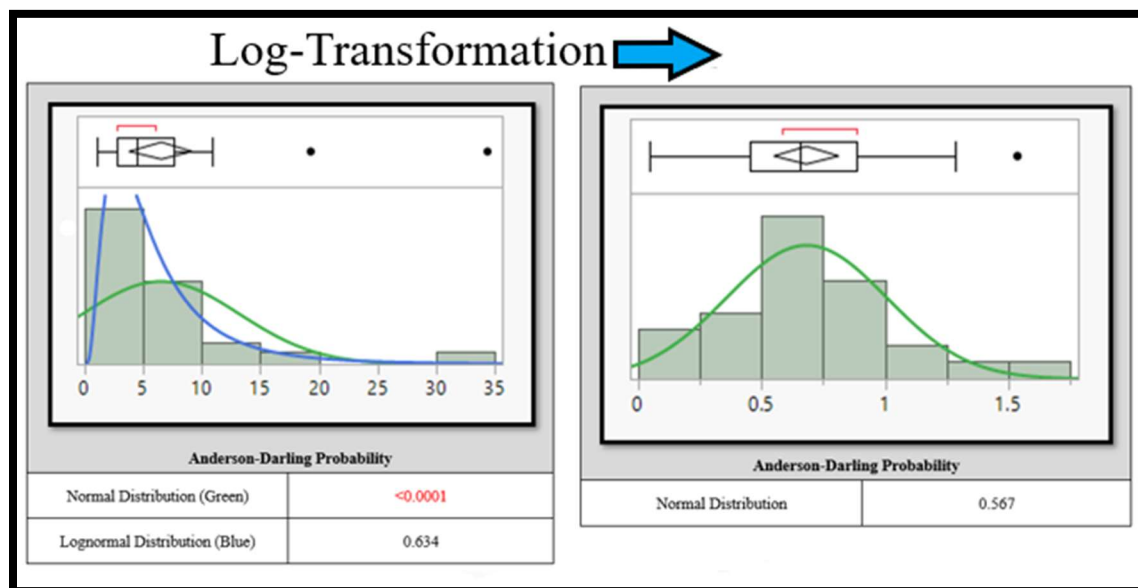 Log-Transformation
0 5 10 15 20 25 30 35
Anderson-Darling Probability
Normal Distribution (Green) <0.0001
Lognormal Distribution (Blue) 0.634
0 0.5 1 1.5
Anderson-Darling Probability
Normal Distribution 0.567